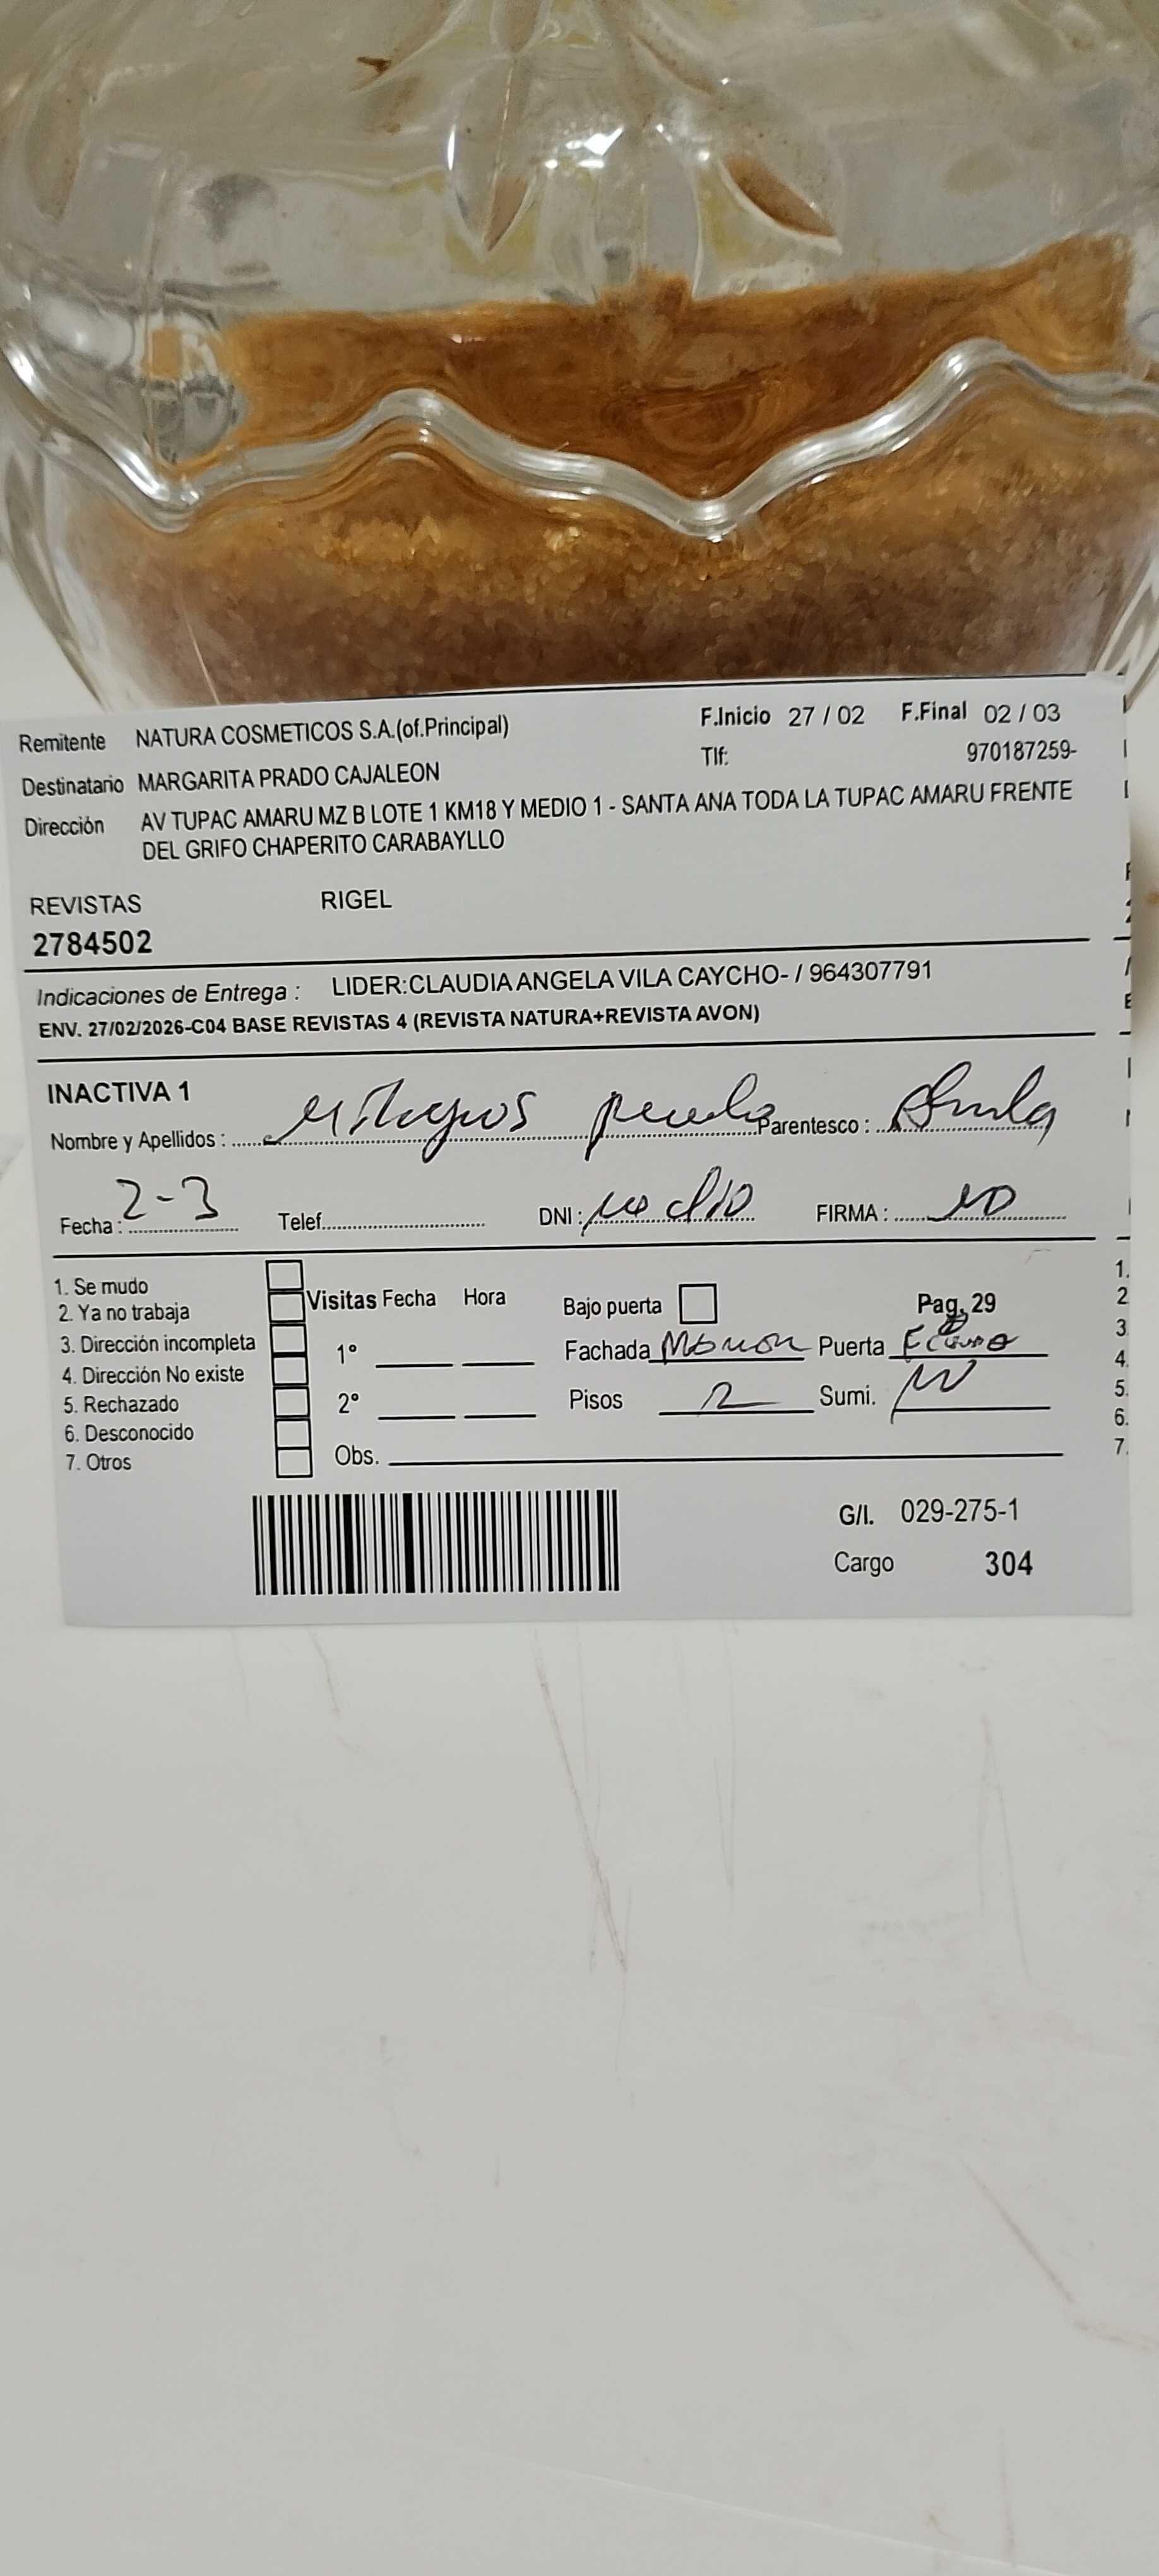 Remitente NATURA COSMETICOS S.A.(of.Principal) F.Inicio 27 / 02 F.Final 02 / 03
Tlf: 970187259-
Destinatario MARGARITA PRADO CAJALEON
Dirección AV TUPAC AMARU MZ B LOTE 1 KM18 Y MEDIO 1 - SANTA ANA TODA LA TUPAC AMARU FRENTE
DEL GRIFO CHAPERITO CARABAYLLO
REVISTAS RIGEL
2784502
Indicaciones de Entrega : LIDER:CLAUDIA ANGELA VILA CAYCHO- / 964307791
ENV. 27/02/2026-C04 BASE REVISTAS 4 (REVISTA NATURA+REVISTA AVON)
INACTIVA 1
Nombre y Apellidos : Milagros Parentesco :
Fecha : 2-3 Telef. DNI : no dio FIRMA : no
1. Se mudo
2. Ya no trabaja Visitas Fecha Hora Bajo puerta Pag. 29
3. Dirección incompleta 1° Fachada Puerta
4. Dirección No existe
5. Rechazado 2° Pisos 2 Sumi.
6. Desconocido
7. Otros Obs.
G/I. 029-275-1
Cargo 304